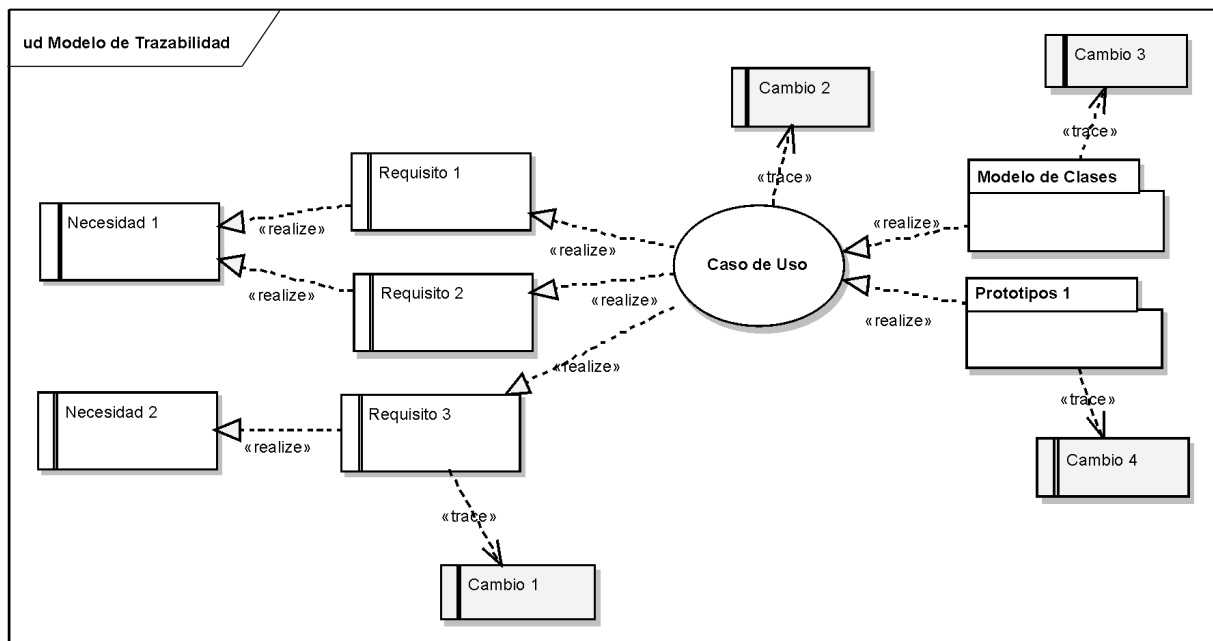 ud Modelo de Trazabilidad
Cambio 3
Cambio 2
«trace»
Requisito 1
«trace»
Modelo de Clases
Necesidad 1
«realize»
«realize»
«realize»
Caso de Uso
Requisito 2
«realize»
«realize»
Prototipos 1
«realize»
«realize»
Necesidad 2
Requisito 3
«trace»
«realize»
Cambio 4
«trace»
Cambio 1